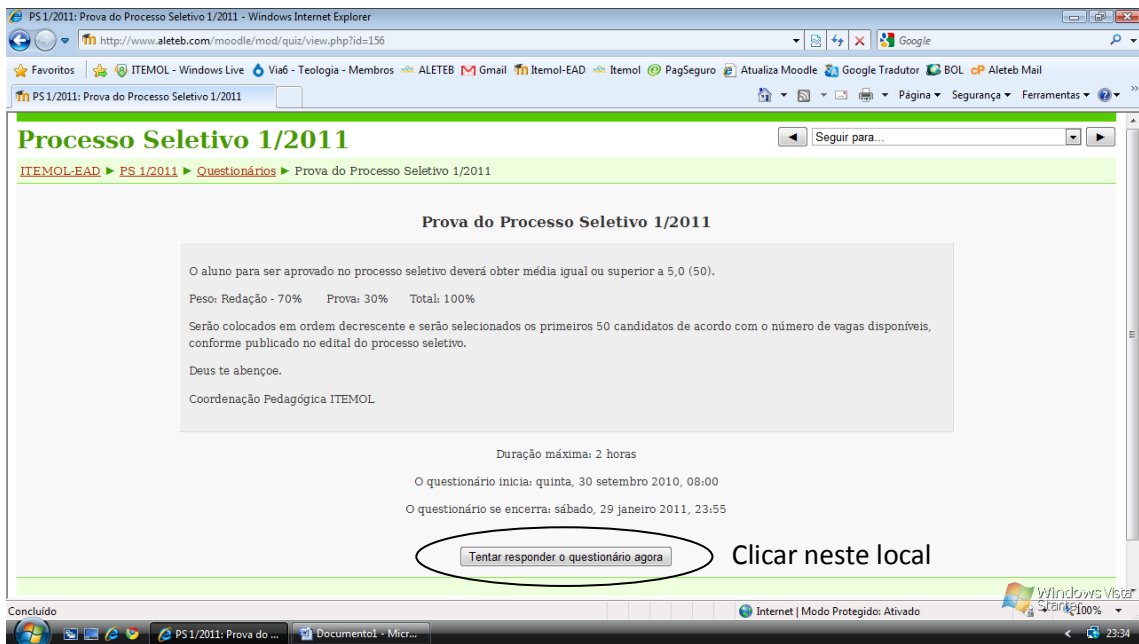 PS 1/2011: Prova do Processo Seletivo 1/2011 - Windows Internet Explorer
http://www.aleteb.com/moodle/mod/quiz/view.php?id=156
Google
Favoritos ITEMOL - Windows Live Via6 - Teologia - Membros ALETEB Gmail Itemol-EAD Itemol PagSeguro Atualiza Moodle Google Tradutor BOL Aleteb Mail
PS 1/2011: Prova do Processo Seletivo 1/2011
Página Segurança Ferramentas
Processo Seletivo 1/2011
Seguir para...
ITEMOL-EAD ► PS 1/2011 ► Questionários ► Prova do Processo Seletivo 1/2011
Prova do Processo Seletivo 1/2011
O aluno para ser aprovado no processo seletivo deverá obter média igual ou superior a 5,0 (50).
Peso: Redação - 70% Prova: 30% Total: 100%
Serão colocados em ordem decrescente e serão selecionados os primeiros 50 candidatos de acordo com o número de vagas disponíveis,
conforme publicado no edital do processo seletivo.
Deus te abençoe.
Coordenação Pedagógica ITEMOL
Duração máxima: 2 horas
O questionário inicia: quinta, 30 setembro 2010, 08:00
O questionário se encerra: sábado, 29 janeiro 2011, 23:55
Tentar responder o questionário agora
Clicar neste local
Windows Vista
Starter
Concluído
Internet | Modo Protegido: Ativado
100%
PS 1/2011: Prova do ...
Documento1 - Micr...
23:34